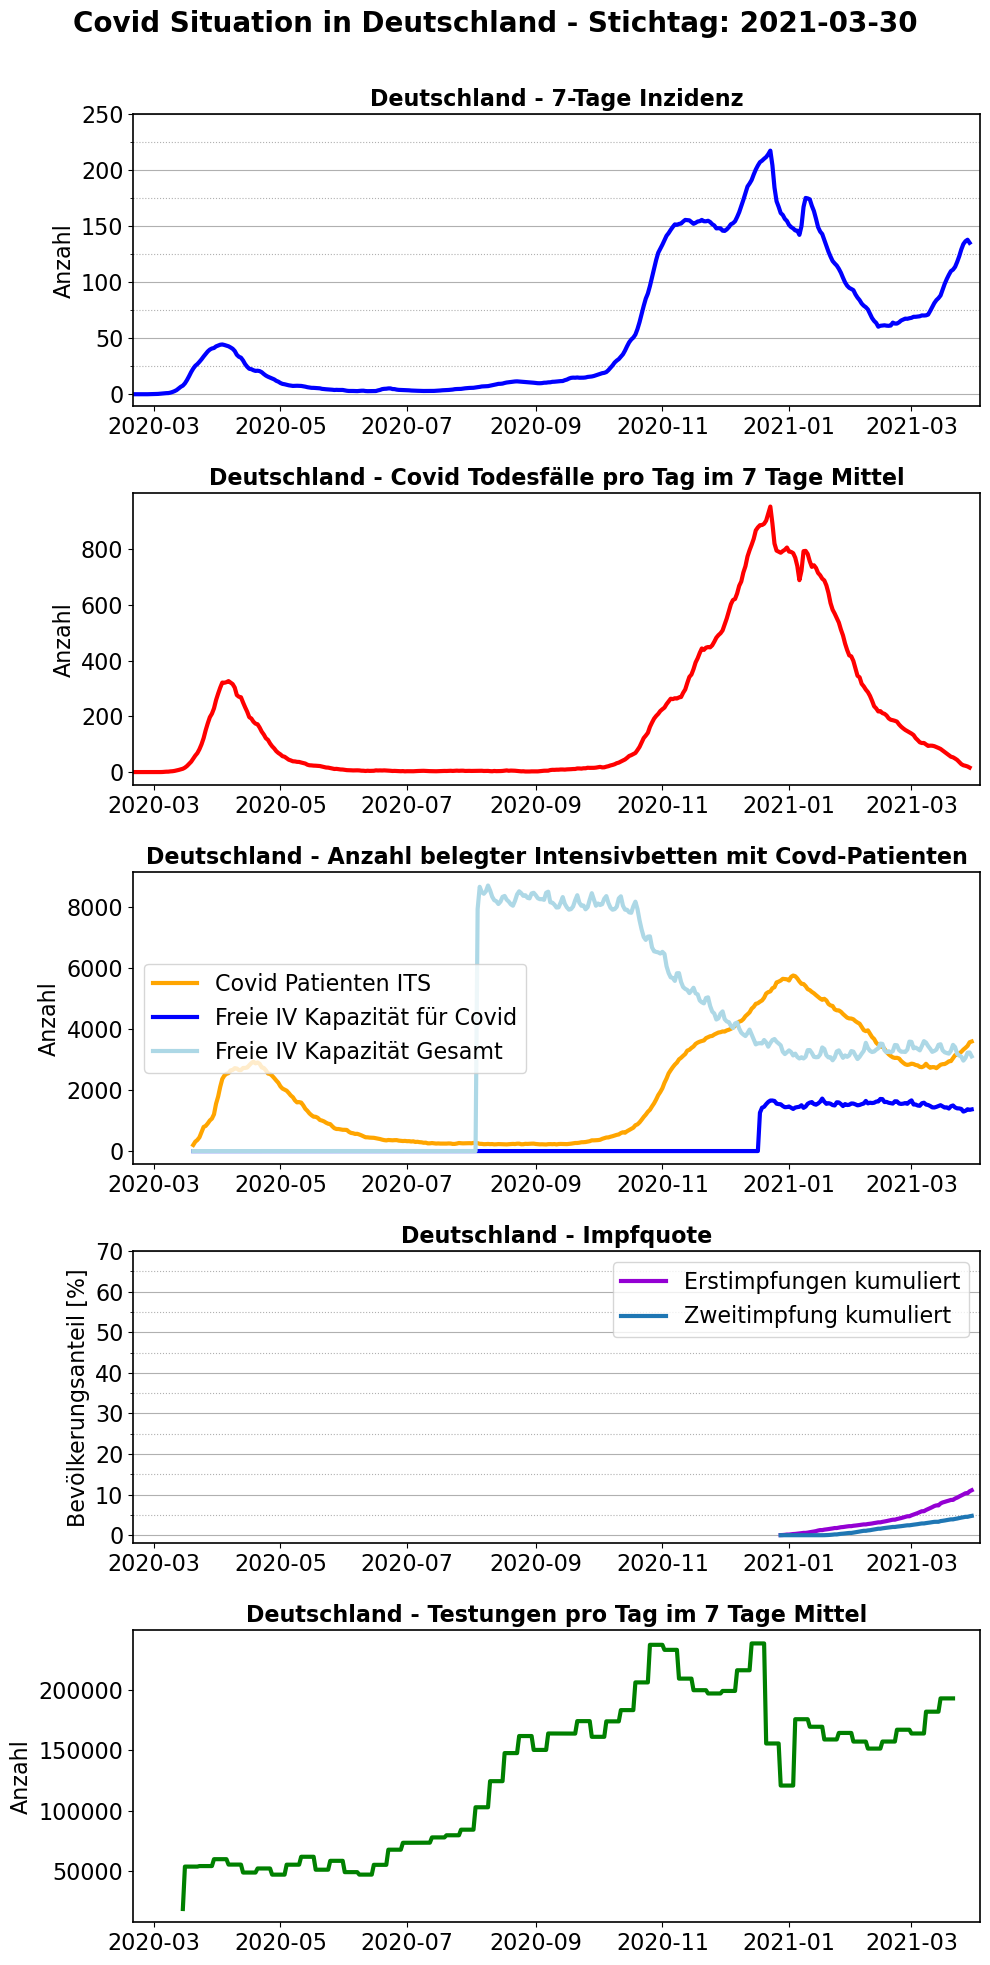 Covid Situation in Deutschland - Stichtag: 2021-03-30
Deutschland - 7-Tage Inzidenz
250
200
150
100
50
0
Anzahl
2020-03 2020-05 2020-07 2020-09 2020-11 2021-01 2021-03
Deutschland - Covid Todesfälle pro Tag im 7 Tage Mittel
800
600
400
200
0
Anzahl
2020-03 2020-05 2020-07 2020-09 2020-11 2021-01 2021-03
Deutschland - Anzahl belegter Intensivbetten mit Covd-Patienten
8000
6000
4000
2000
0
Anzahl
Covid Patienten ITS
Freie IV Kapazität für Covid
Freie IV Kapazität Gesamt
2020-03 2020-05 2020-07 2020-09 2020-11 2021-01 2021-03
Deutschland - Impfquote
70
60
50
40
30
20
10
0
Bevölkerungsanteil [%]
Erstimpfungen kumuliert
Zweitimpfung kumuliert
2020-03 2020-05 2020-07 2020-09 2020-11 2021-01 2021-03
Deutschland - Testungen pro Tag im 7 Tage Mittel
200000
150000
100000
50000
Anzahl
2020-03 2020-05 2020-07 2020-09 2020-11 2021-01 2021-03